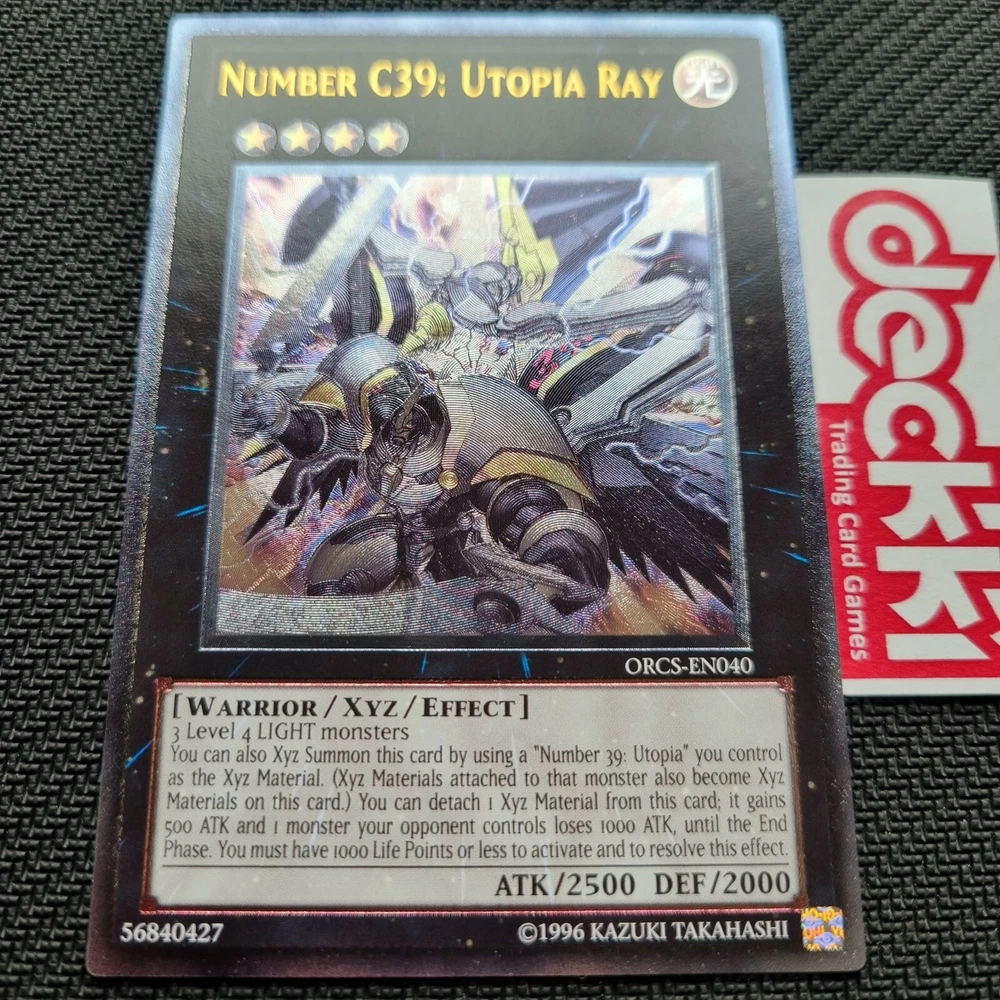 NUMBER C39: UTOPIA RAY
光
ORCS-EN040
[WARRIOR/XYZ/EFFECT]
3 Level 4 LIGHT monsters
You can also Xyz Summon this card by using a "Number 39: Utopia" you control
as the Xyz Material. (Xyz Materials attached to that monster also become Xyz
Materials on this card.) You can detach 1 Xyz Material from this card; it gains
500 ATK and 1 monster your opponent controls loses 1000 ATK, until the End
Phase. You must have 1000 Life Points or less to activate and to resolve this effect.
ATK/2500 DEF/2000
56840427
©1996 KAZUKI TAKAHASHI
deckki
Trading Card Games